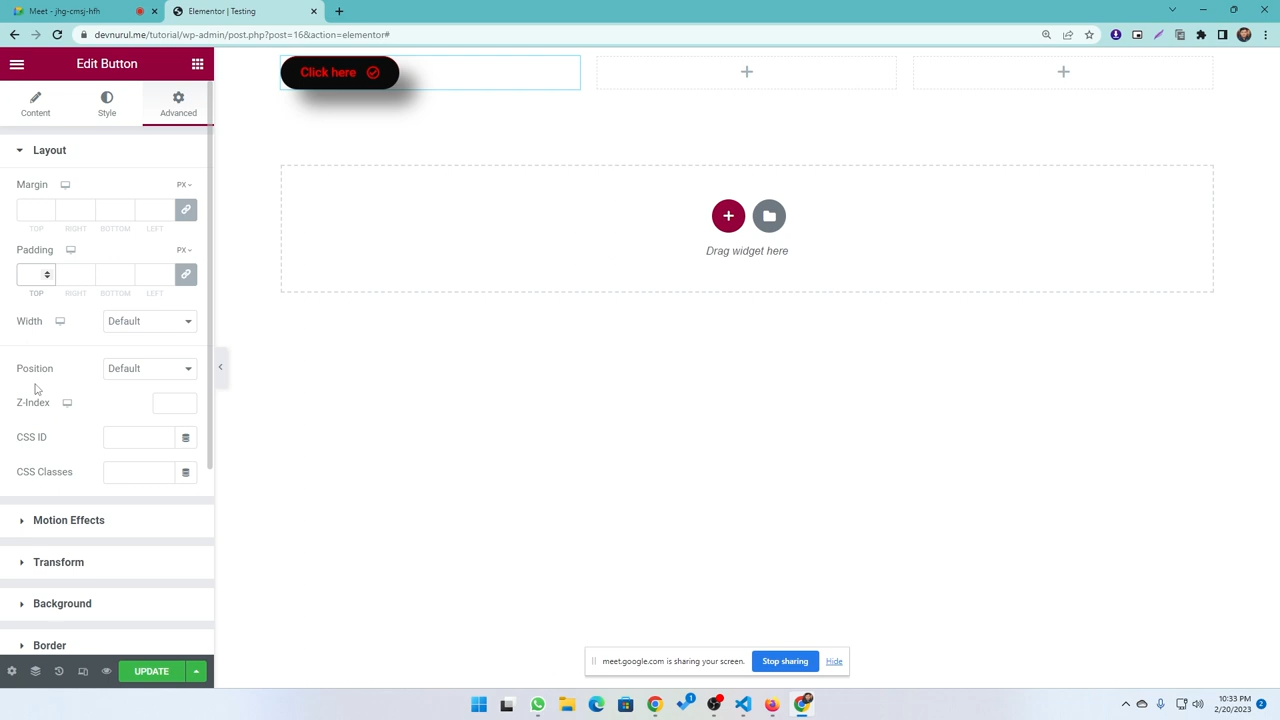 Meet - jhg-cmsj-nfh
Elementor | Testing
devnurul.me/tutorial/wp-admin/post.php?post=16&action=elementor#
Edit Button
Content
Style
Advanced
Click here
Layout
Margin
PX
TOP RIGHT BOTTOM LEFT
Padding
PX
TOP RIGHT BOTTOM LEFT
Drag widget here
Width
Default
Position
Default
Z-Index
CSS ID
CSS Classes
Motion Effects
Transform
Background
Border
UPDATE
meet.google.com is sharing your screen.
Stop sharing
Hide
1
10:33 PM
2/20/2023
2